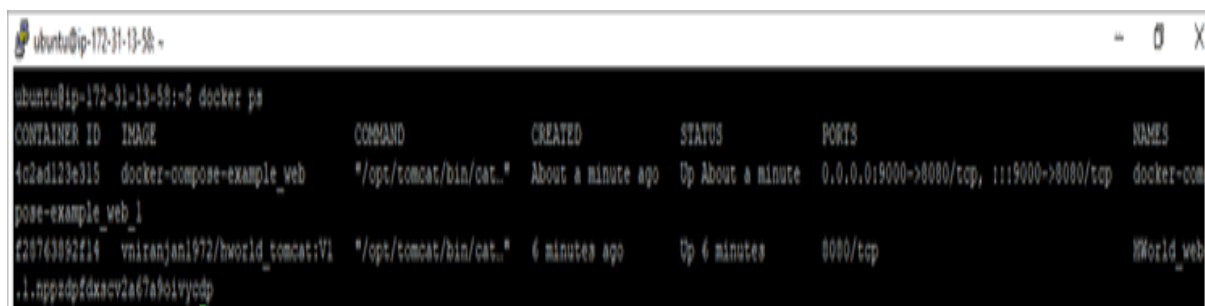 ubuntu@ip-172-31-13-58: ~
ubuntu@ip-172-31-13-58:~$ docker ps
CONTAINER ID IMAGE COMMAND CREATED STATUS PORTS NAMES
4c2ad123e315 docker-compose-example_web "/opt/tomcat/bin/cat…" About a minute ago Up About a minute 0.0.0.0:9000->8080/tcp, :::9000->8080/tcp docker-com
pose-example_web_1
f28763892f14 vniranjan1972/hworld_tomcat:V1 "/opt/tomcat/bin/cat…" 6 minutes ago Up 6 minutes 8080/tcp HWorld_web